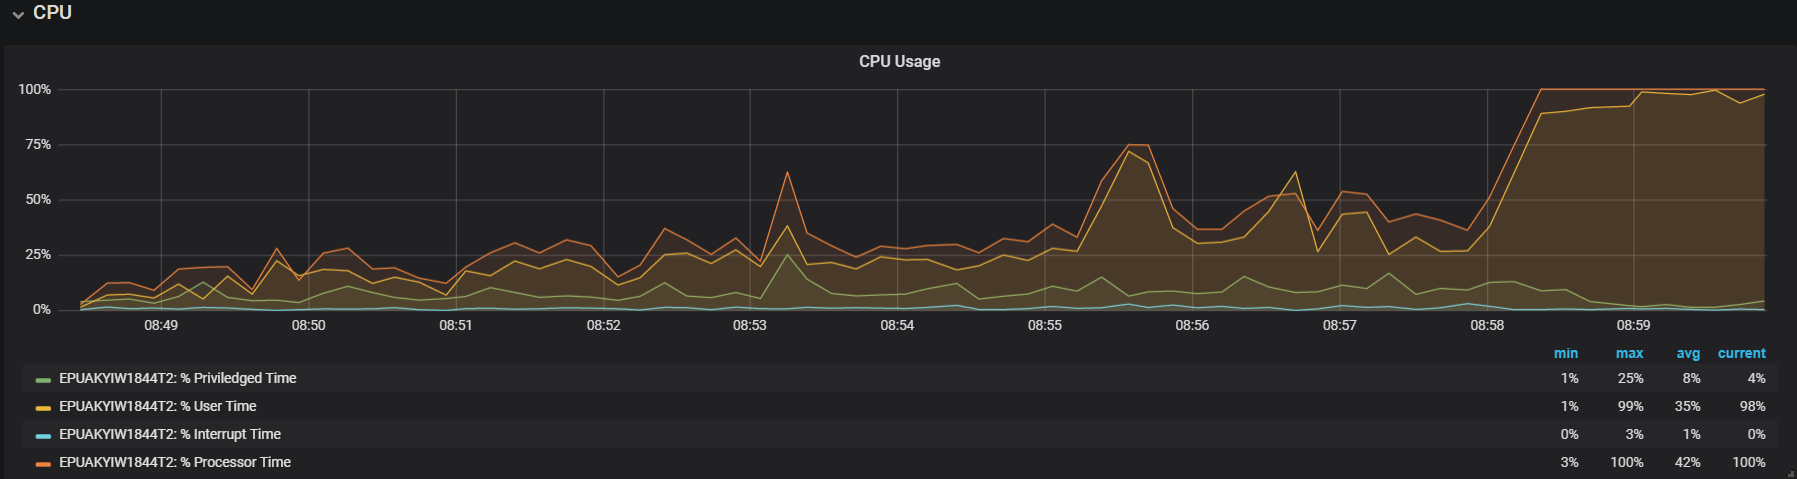 CPU
CPU Usage
100%
75%
50%
25%
0%
08:49 08:50 08:51 08:52 08:53 08:54 08:55 08:56 08:57 08:58 08:59
min max avg current
EPUAKYIW1844T2: % Priviledged Time 1% 25% 8% 4%
EPUAKYIW1844T2: % User Time 1% 99% 35% 98%
EPUAKYIW1844T2: % Interrupt Time 0% 3% 1% 0%
EPUAKYIW1844T2: % Processor Time 3% 100% 42% 100%